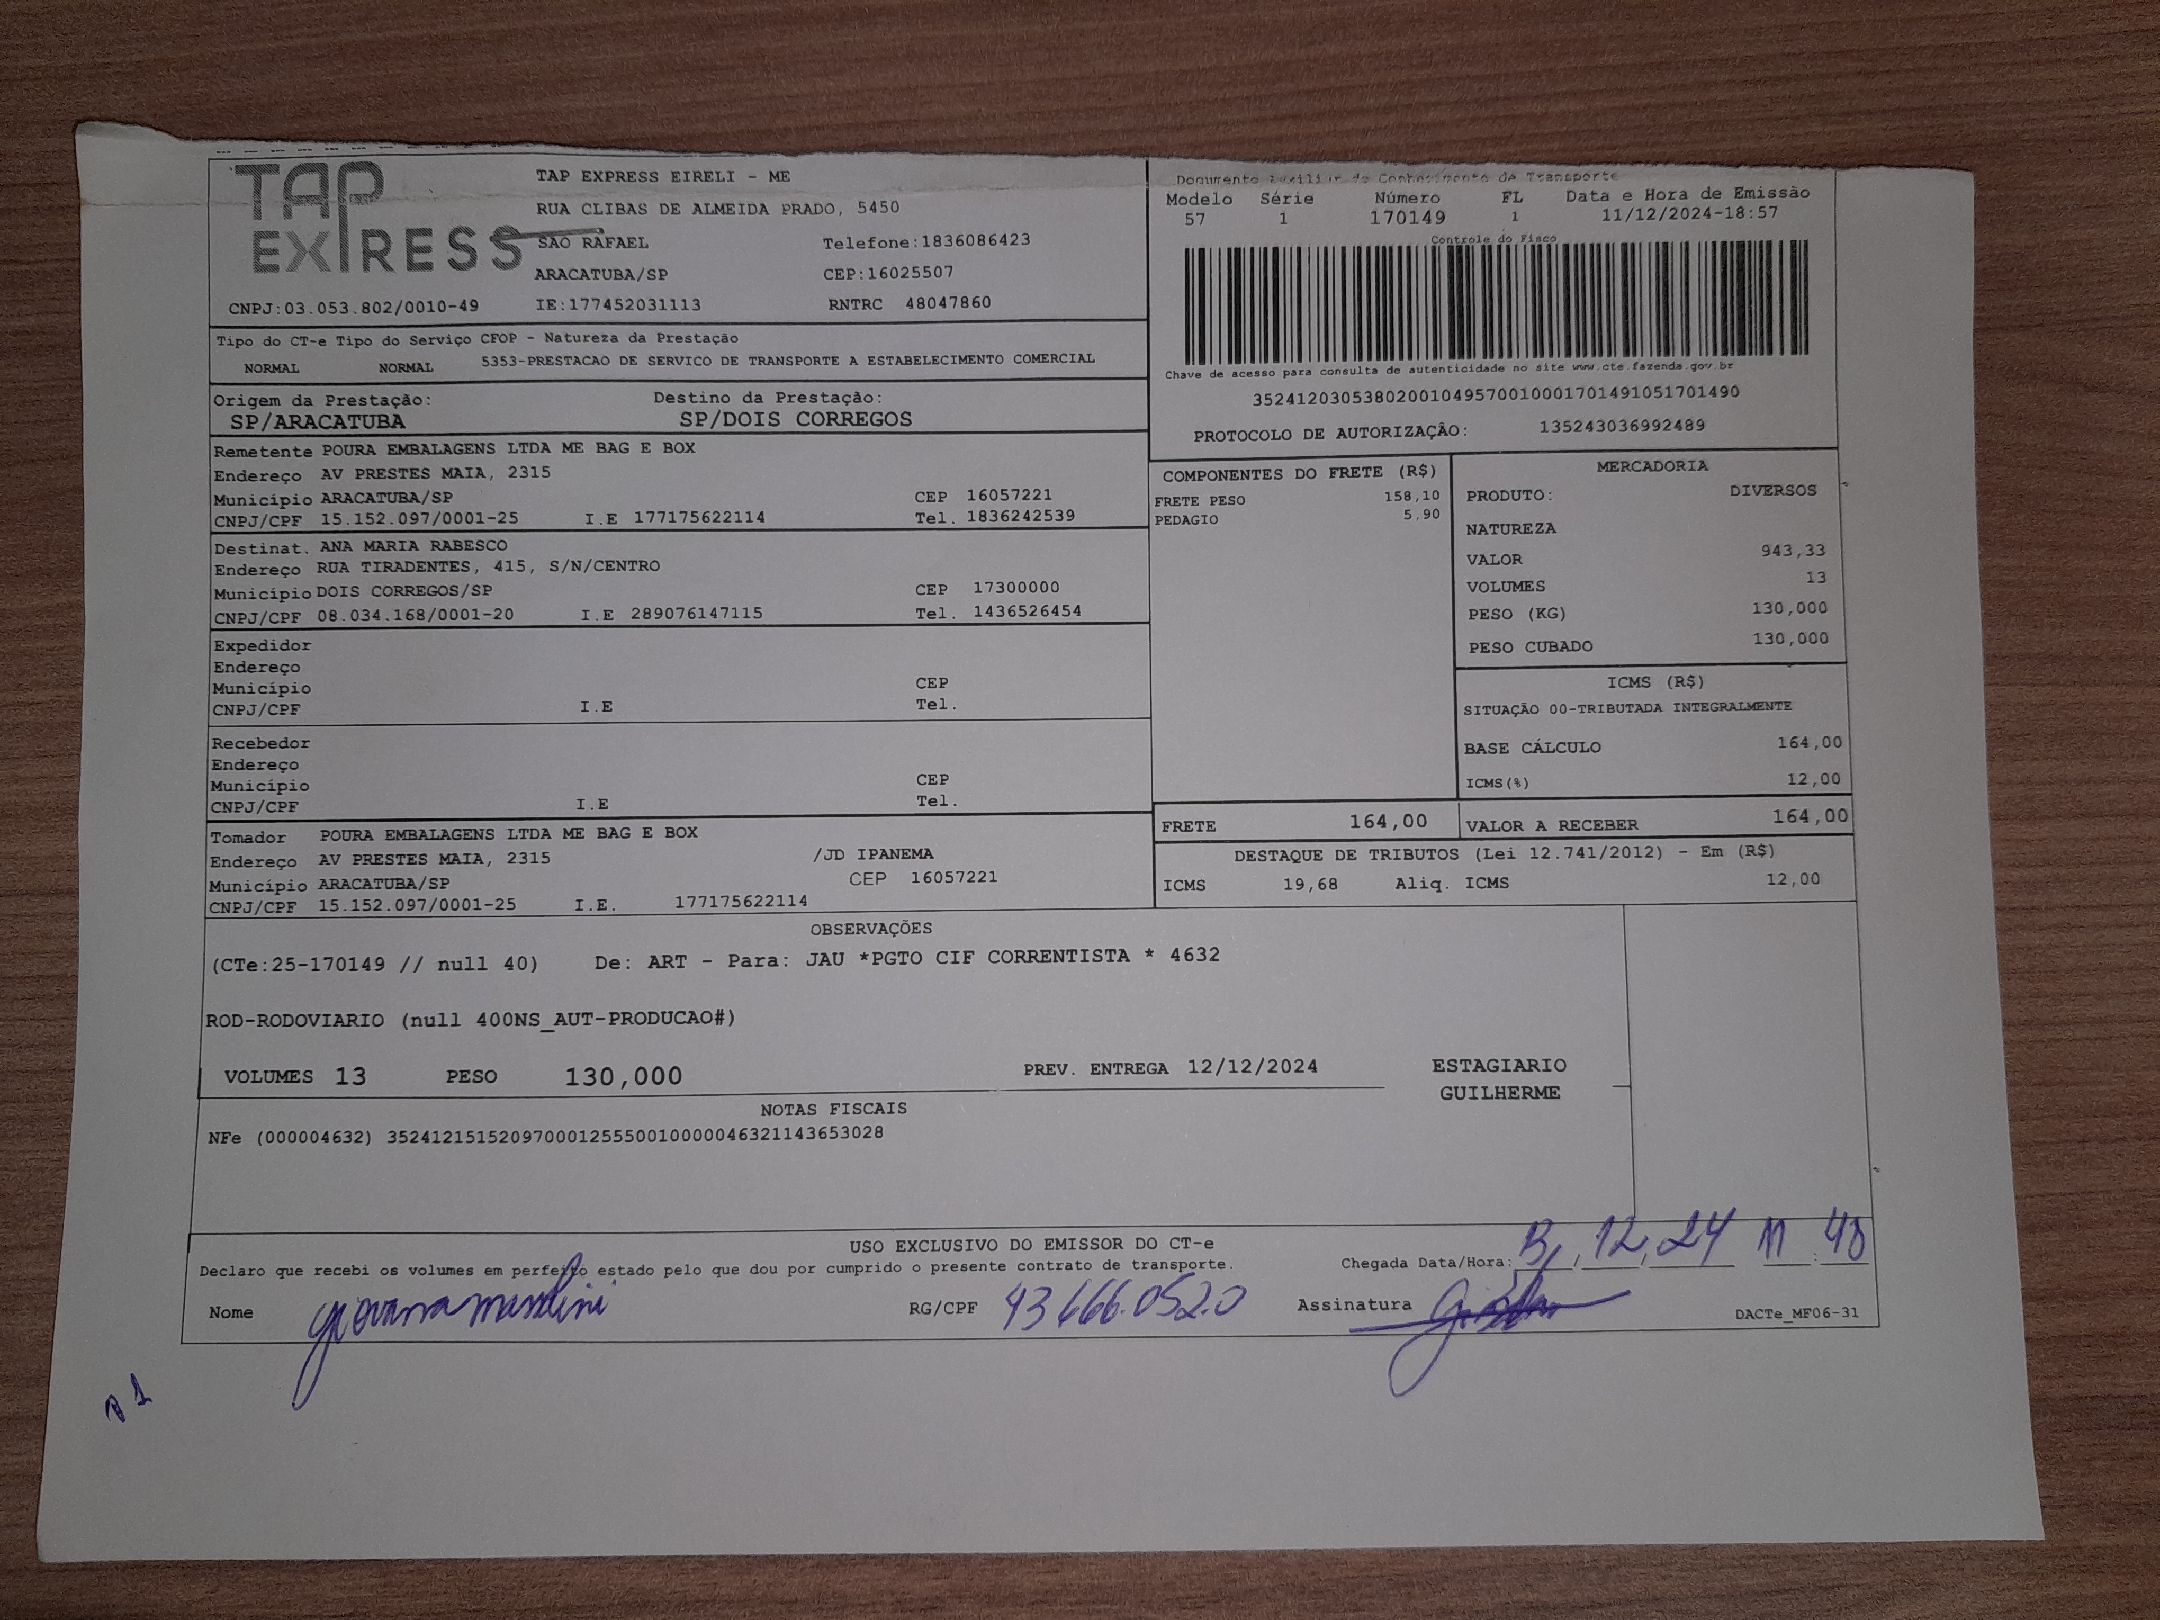 TAP EXPRESS
TAP EXPRESS EIRELI - ME
RUA CLIBAS DE ALMEIDA PRADO, 5450
SAO RAFAEL Telefone:1836086423
ARACATUBA/SP CEP:16025507
CNPJ:03.053.802/0010-49 IE:177452031113 RNTRC 48047860
Documento Auxiliar do Conhecimento de Transporte
Modelo Série Número FL Data e Hora de Emissão
57 1 170149 1 11/12/2024-18:57
Controle do Fisco
Chave de acesso para consulta de autenticidade no site www.cte.fazenda.gov.br
35241203053802001049570010001701491051701490
PROTOCOLO DE AUTORIZAÇÂO: 135243036992489
Tipo do CT-e Tipo do Serviço CFOP - Natureza da Prestação
NORMAL NORMAL 5353-PRESTACAO DE SERVICO DE TRANSPORTE A ESTABELECIMENTO COMERCIAL
Origem da Prestação: Destino da Prestação:
SP/ARACATUBA SP/DOIS CORREGOS
Remetente POURA EMBALAGENS LTDA ME BAG E BOX
Endereço AV PRESTES MAIA, 2315
Município ARACATUBA/SP CEP 16057221
CNPJ/CPF 15.152.097/0001-25 I.E 177175622114 Tel. 1836242539
Destinat. ANA MARIA RABESCO
Endereço RUA TIRADENTES, 415, S/N/CENTRO
Município DOIS CORREGOS/SP CEP 17300000
CNPJ/CPF 08.034.168/0001-20 I.E 289076147115 Tel. 1436526454
Expedidor
Endereço
Município CEP
CNPJ/CPF I.E Tel.
Recebedor
Endereço
Município CEP
CNPJ/CPF I.E Tel.
Tomador POURA EMBALAGENS LTDA ME BAG E BOX
Endereço AV PRESTES MAIA, 2315 /JD IPANEMA
Município ARACATUBA/SP CEP 16057221
CNPJ/CPF 15.152.097/0001-25 I.E. 177175622114
COMPONENTES DO FRETE (R$)
FRETE PESO 158,10
PEDAGIO 5,90
MERCADORIA
PRODUTO: DIVERSOS
NATUREZA
VALOR 943,33
VOLUMES 13
PESO (KG) 130,000
PESO CUBADO 130,000
ICMS (R$)
SITUAÇÃO 00-TRIBUTADA INTEGRALMENTE
BASE CÁLCULO 164,00
ICMS(%) 12,00
FRETE 164,00 VALOR A RECEBER 164,00
DESTAQUE DE TRIBUTOS (Lei 12.741/2012) - Em (R$)
ICMS 19,68 Aliq. ICMS 12,00
OBSERVAÇÕES
(CTe:25-170149 // null 40) De: ART - Para: JAU *PGTO CIF CORRENTISTA * 4632
ROD-RODOVIARIO (null 400NS_AUT-PRODUCAO#)
VOLUMES 13 PESO 130,000 PREV. ENTREGA 12/12/2024 ESTAGIARIO
GUILHERME
NOTAS FISCAIS
NFe (000004632) 35241215152097000125550010000046321143653028
USO EXCLUSIVO DO EMISSOR DO CT-e
Declaro que recebi os volumes em perfeito estado pelo que dou por cumprido o presente contrato de transporte. Chegada Data/Hora: 12 24 11 : 40
Nome RG/CPF Assinatura
DACTe_MF06-31